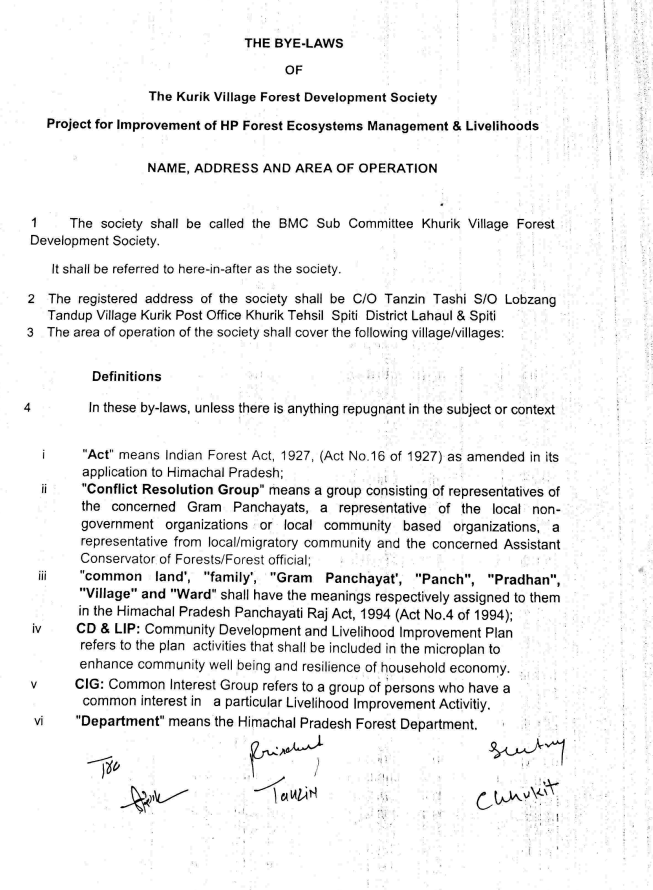 THE BYE-LAWS
OF
The Kurik Village Forest Development Society
Project for Improvement of HP Forest Ecosystems Management & Livelihoods
NAME, ADDRESS AND AREA OF OPERATION
1 The society shall be called the BMC Sub Committee Khurik Village Forest
Development Society.
It shall be referred to here-in-after as the society.
2 The registered address of the society shall be C/O Tanzin Tashi S/O Lobzang
Tandup Village Kurik Post Office Khurik Tehsil Spiti District Lahaul & Spiti
3 The area of operation of the society shall cover the following village/villages:
Definitions
4 In these by-laws, unless there is anything repugnant in the subject or context
i "Act" means Indian Forest Act, 1927, (Act No.16 of 1927) as amended in its
application to Himachal Pradesh;
ii "Conflict Resolution Group" means a group consisting of representatives of
the concerned Gram Panchayats, a representative of the local non-
government organizations or local community based organizations, a
representative from local/migratory community and the concerned Assistant
Conservator of Forests/Forest official;
iii "common land', "family', "Gram Panchayat', "Panch", "Pradhan",
"Village" and "Ward" shall have the meanings respectively assigned to them
in the Himachal Pradesh Panchayati Raj Act, 1994 (Act No.4 of 1994);
iv CD & LIP: Community Development and Livelihood Improvement Plan
refers to the plan activities that shall be included in the microplan to
enhance community well being and resilience of household economy.
v CIG: Common Interest Group refers to a group of persons who have a
common interest in a particular Livelihood Improvement Activitiy.
vi "Department" means the Himachal Pradesh Forest Department.
Tanzin
Chhukit